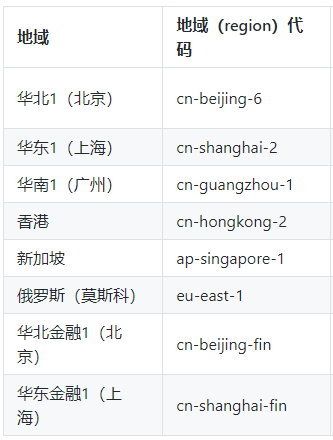 地域
地域（region）代
码
华北1（北京）
cn-beijing-6
华东1（上海）
cn-shanghai-2
华南1（广州）
cn-guangzhou-1
香港
cn-hongkong-2
新加坡
ap-singapore-1
俄罗斯（莫斯科）
eu-east-1
华北金融1（北
京）
cn-beijing-fin
华东金融1（上
海）
cn-shanghai-fin